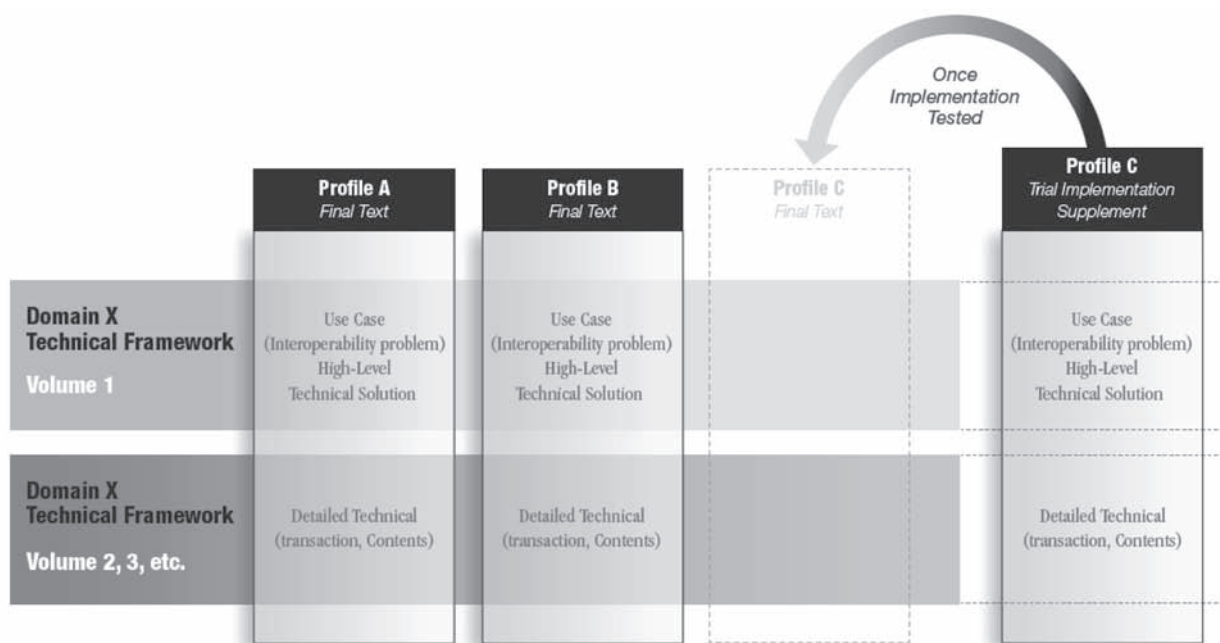 Once
Implementation
Tested
Profile A
Final Text
Profile B
Final Text
Profile C
Final Text
Profile C
Trial Implementation
Supplement
Domain X
Technical Framework
Volume 1
Use Case
(Interoperability problem)
High-Level
Technical Solution
Use Case
(Interoperability problem)
High-Level
Technical Solution
Use Case
(Interoperability problem)
High-Level
Technical Solution
Domain X
Technical Framework
Volume 2, 3, etc.
Detailed Technical
(transaction, Contents)
Detailed Technical
(transaction, Contents)
Detailed Technical
(transaction, Contents)